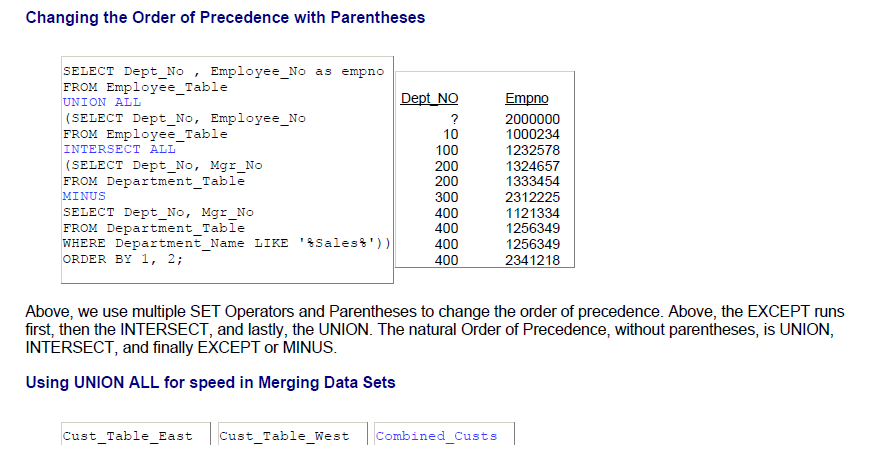 Changing the Order of Precedence with Parentheses
SELECT Dept_No , Employee_No as empno
FROM Employee_Table
UNION ALL
(SELECT Dept_No, Employee_No
FROM Employee_Table
INTERSECT ALL
(SELECT Dept_No, Mgr_No
FROM Department_Table
MINUS
SELECT Dept_No, Mgr_No
FROM Department_Table
WHERE Department_Name LIKE '%Sales%'))
ORDER BY 1, 2;
Dept_NO Empno
? 2000000
10 1000234
100 1232578
200 1324657
200 1333454
300 2312225
400 1121334
400 1256349
400 1256349
400 2341218
Above, we use multiple SET Operators and Parentheses to change the order of precedence. Above, the EXCEPT runs
first, then the INTERSECT, and lastly, the UNION. The natural Order of Precedence, without parentheses, is UNION,
INTERSECT, and finally EXCEPT or MINUS.
Using UNION ALL for speed in Merging Data Sets
Cust_Table_East Cust_Table_West Combined_Custs